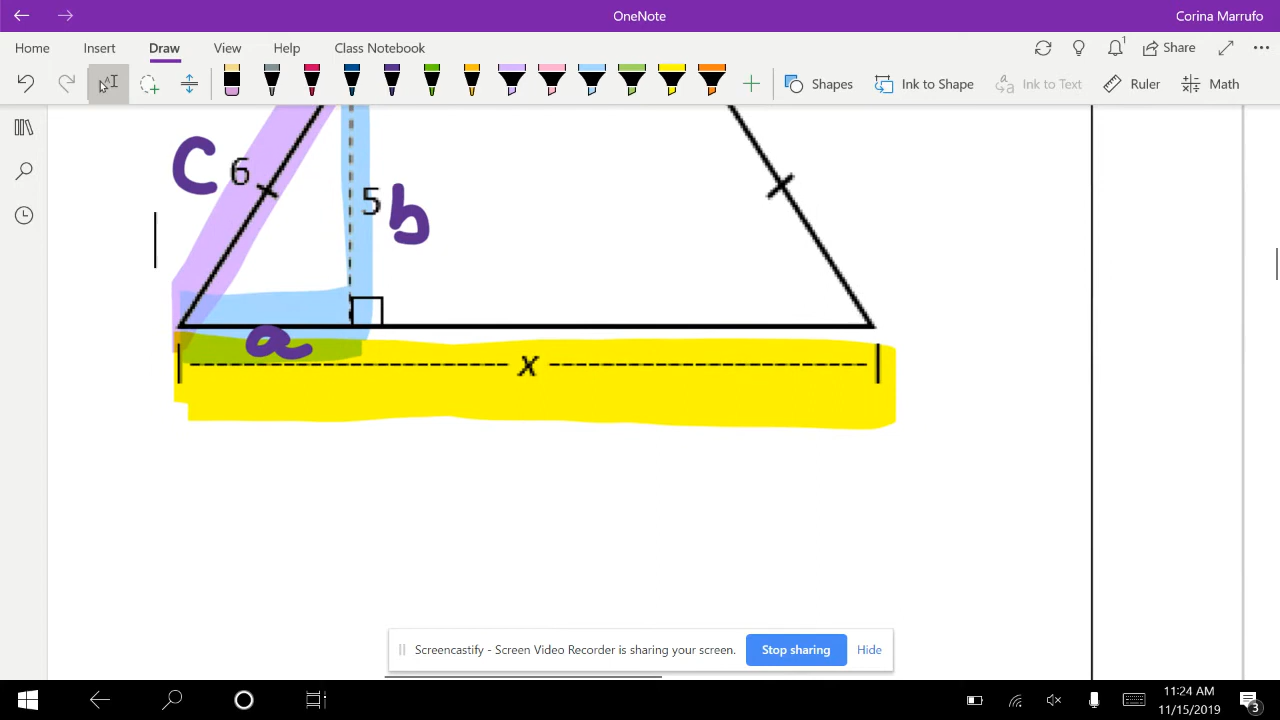 OneNote
Corina Marrufo
Home Insert Draw View Help Class Notebook
Share
Shapes Ink to Shape Ink to Text Ruler Math
C 6
5 b
a
x
Screencastify - Screen Video Recorder is sharing your screen. Stop sharing Hide
11:24 AM
11/15/2019
3